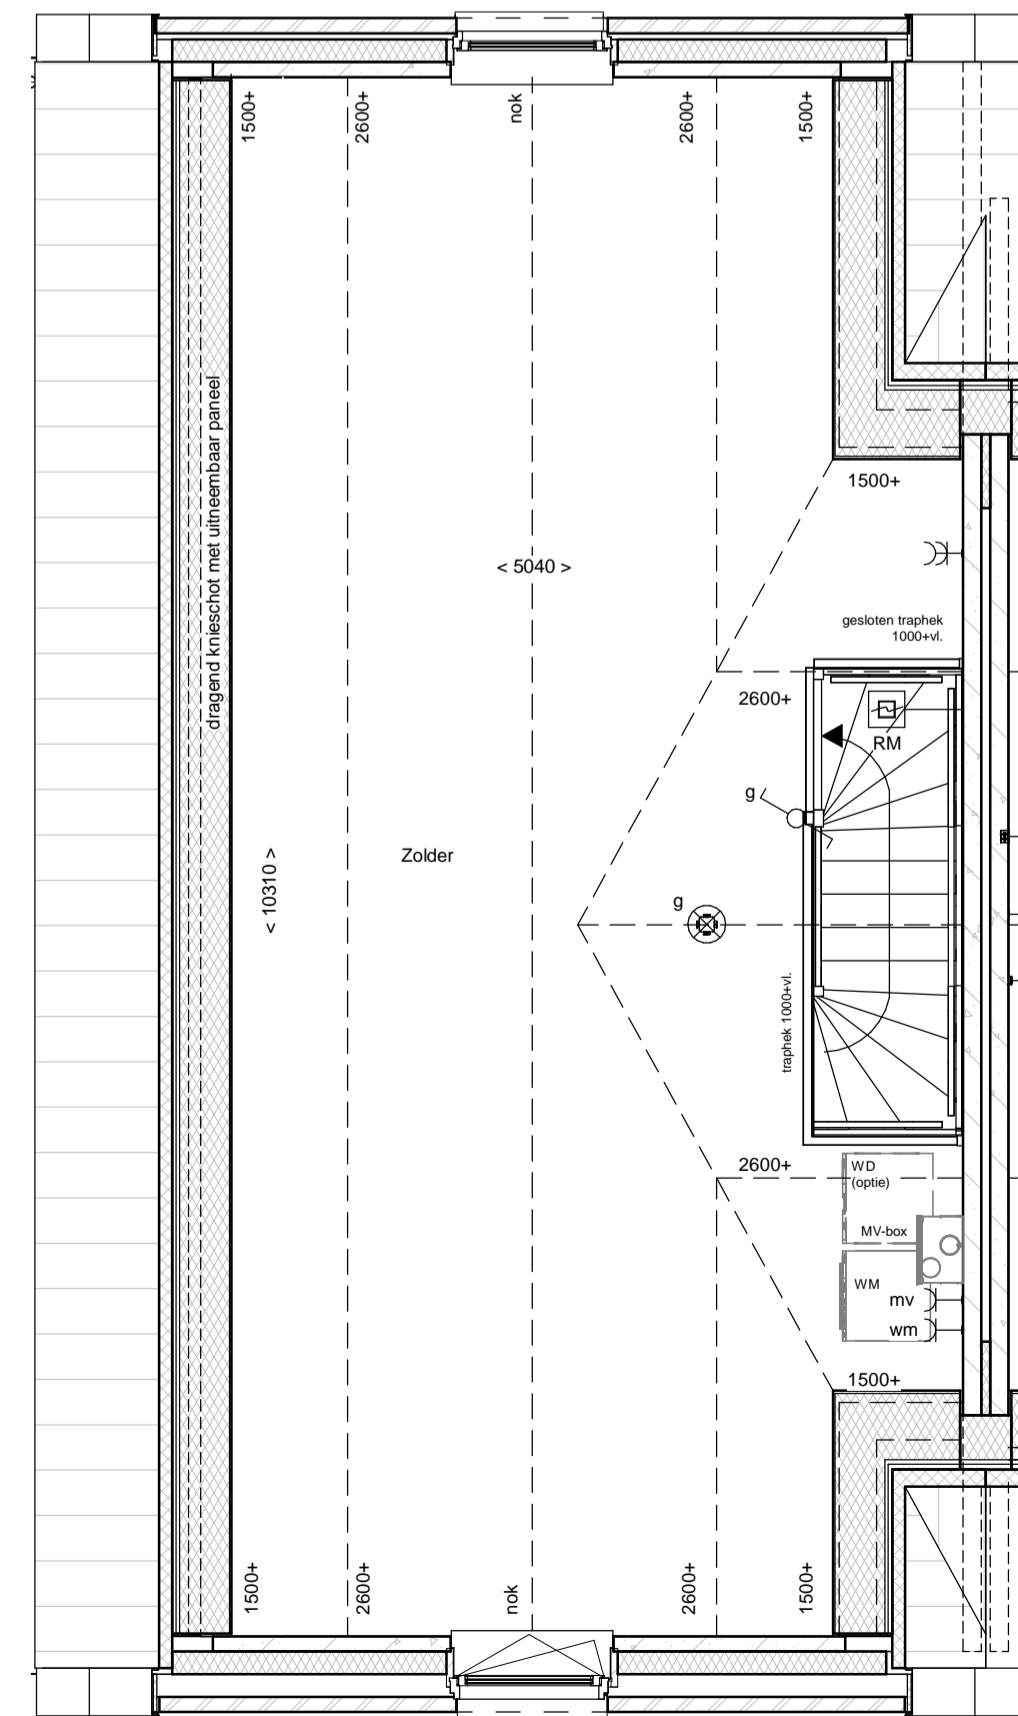 1500+
2600+
nok
2600+
1500+
dragend knieschot met uitneembaar paneel
1500+
< 5040 >
gesloten traphek
1000+vl.
2600+
RM
g
Zolder
< 10310 >
g
traphek 1000+vl.
2600+
WD
(optie)
MV-box
WM
mv
wm
1500+
1500+
2600+
nok
2600+
1500+